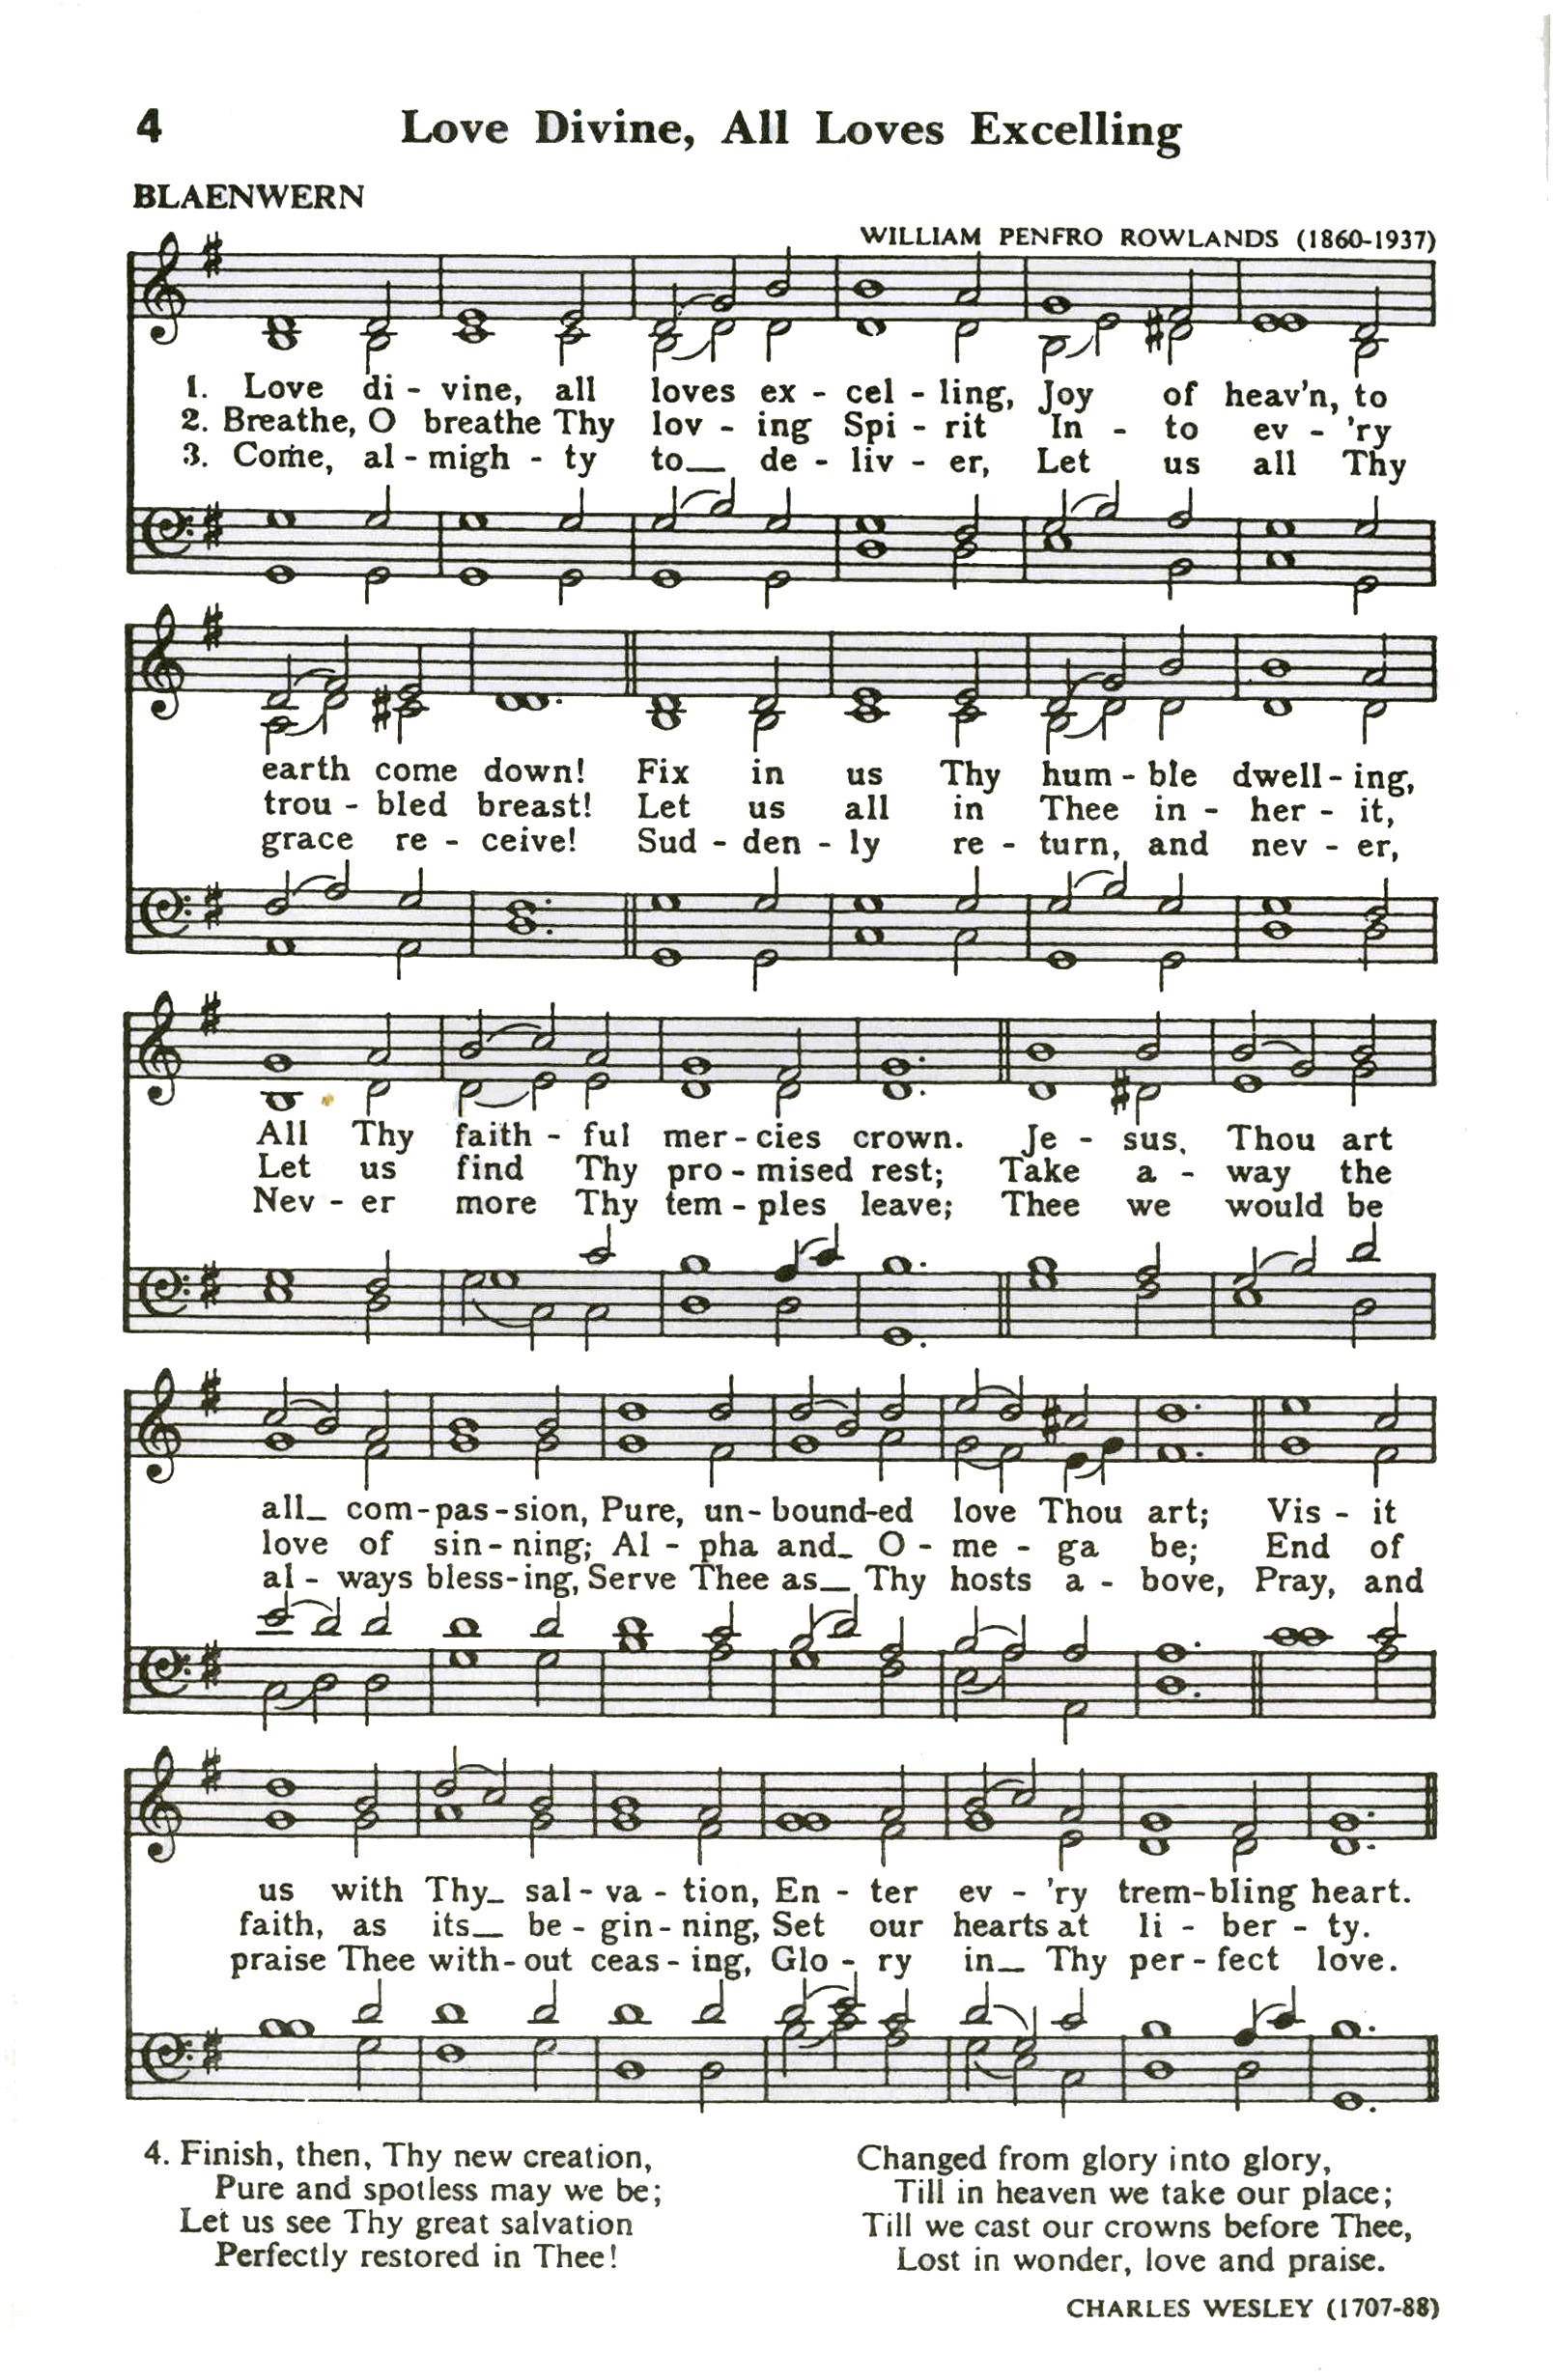 4 Love Divine, All Loves Excelling
BLAENWERN
WILLIAM PENFRO ROWLANDS (1860-1937)
1. Love di - vine, all loves ex - cel - ling, Joy of heav'n, to
2. Breathe, O breathe Thy lov - ing Spi - rit In - to ev - 'ry
3. Come, al - migh - ty to_ de - liv - er, Let us all Thy
earth come down! Fix in us Thy hum - ble dwell - ing,
trou - bled breast! Let us all in Thee in - her - it,
grace re - ceive! Sud - den - ly re - turn, and nev - er,
All Thy faith - ful mer - cies crown. Je - sus, Thou art
Let us find Thy pro - mised rest; Take a - way the
Nev - er more Thy tem - ples leave; Thee we would be
all_ com - pas - sion, Pure, un - bound-ed love Thou art; Vis - it
love of sin - ning; Al - pha and_ O - me - ga be; End of
al - ways bless - ing, Serve Thee as_ Thy hosts a - bove, Pray, and
us with Thy_ sal - va - tion, En - ter ev - 'ry trem - bling heart.
faith, as its_ be - gin - ning, Set our hearts at li - ber - ty.
praise Thee with - out ceas - ing, Glo - ry in_ Thy per - fect love.
4. Finish, then, Thy new creation,
Pure and spotless may we be;
Let us see Thy great salvation
Perfectly restored in Thee!
Changed from glory into glory,
Till in heaven we take our place;
Till we cast our crowns before Thee,
Lost in wonder, love and praise.
CHARLES WESLEY (1707-88)